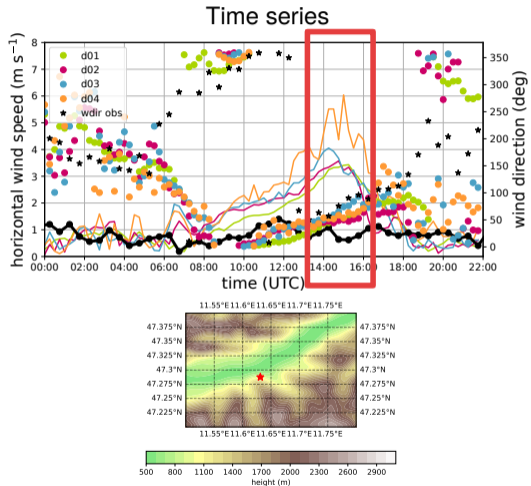 Time series
horizontal wind speed (m s⁻¹)
8
7
6
5
4
3
2
1
0
d01
d02
d03
d04
wdir obs
350
300
250
200
150
100
50
0
wind direction (deg)
00:00 02:00 04:00 06:00 08:00 10:00 12:00 14:00 16:00 18:00 20:00 22:00
time (UTC)
11.55°E 11.6°E 11.65°E 11.7°E 11.75°E
47.375°N 47.375°N
47.35°N 47.35°N
47.325°N 47.325°N
47.3°N 47.3°N
47.275°N 47.275°N
47.25°N 47.25°N
47.225°N 47.225°N
11.55°E 11.6°E 11.65°E 11.7°E 11.75°E
500 800 1100 1400 1700 2000 2300 2600 2900
height (m)